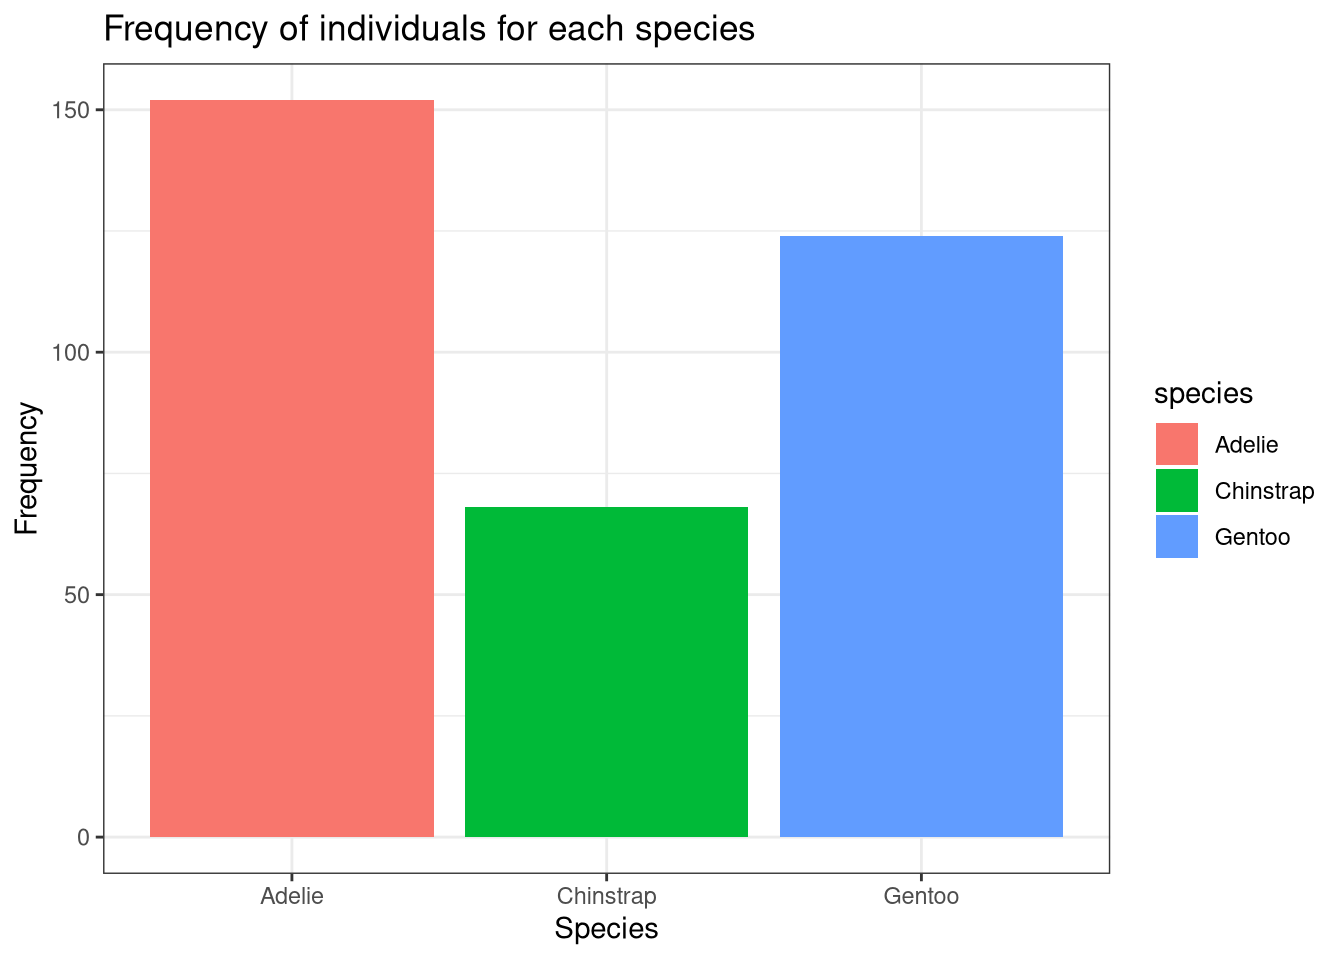 Frequency of individuals for each species
150
100
50
0
Frequency
Adelie
Chinstrap
Gentoo
Species
species
Adelie
Chinstrap
Gentoo